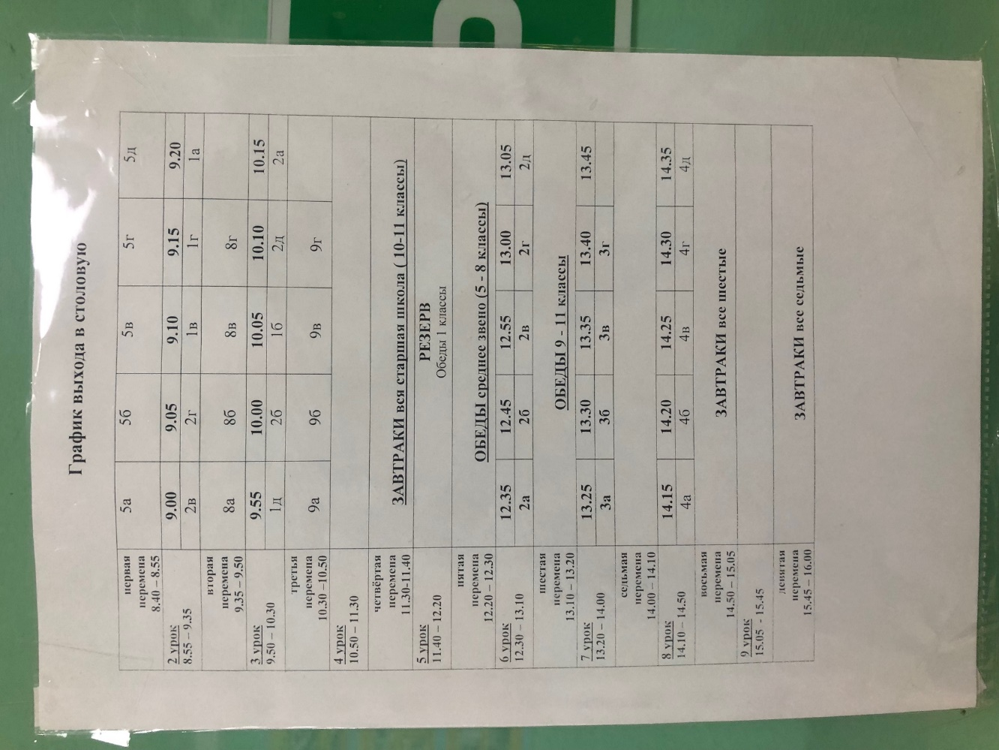 График выхода в столовую
первая перемена 8.40 – 8.55 5а 5б 5в 5г 5д
2 урок 9.00 9.05 9.10 9.15 9.20
8.55 – 9.35 2в 2г 1в 1г 1а
вторая перемена 9.35 – 9.50 8а 8б 8в 8г
3 урок 9.55 10.00 10.05 10.10 10.15
9.50 – 10.30 1д 2б 1б 2д 2а
третья перемена 10.30 –10.50 9а 9б 9в 9г
4 урок
10.50 – 11.30
четвёртая перемена 11.30-11.40 ЗАВТРАКИ вся старшая школа ( 10-11 классы)
5 урок РЕЗЕРВ
11.40 – 12.20 Обеды 1 классы
пятая перемена 12.20 – 12.30 ОБЕДЫ среднее звено (5 - 8 классы)
6 урок 12.35 12.45 12.55 13.00 13.05
12.30 – 13.10 2а 2б 2в 2г 2д
шестая перемена 13.10 – 13.20 ОБЕДЫ 9 - 11 классы
7 урок 13.25 13.30 13.35 13.40 13.45
13.20 – 14.00 3а 3б 3в 3г
седьмая перемена 14.00 – 14.10
8 урок 14.15 14.20 14.25 14.30 14.35
14.10 – 14.50 4а 4б 4в 4г 4д
восьмая перемена 14.50 – 15.05 ЗАВТРАКИ все шестые
9 урок
15.05 - 15.45
девятая перемена 15.45 – 16.00 ЗАВТРАКИ все седьмые